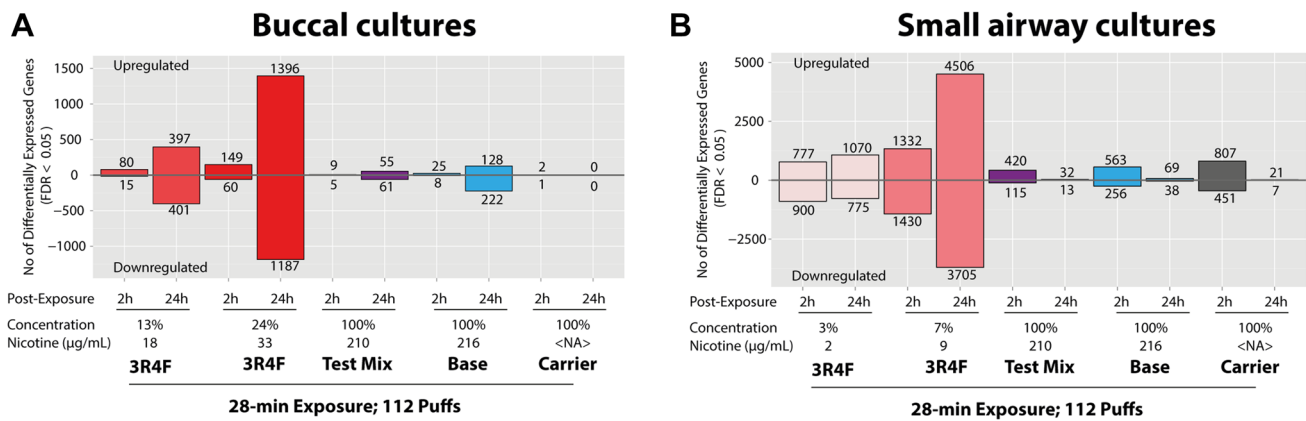 A
Buccal cultures
No of Differentially Expressed Genes
(FDR < 0.05)
1500
1000
500
0
−500
−1000
Upregulated
Downregulated
80
15
397
401
149
60
1396
1187
9
5
55
61
25
8
128
222
2
1
0
0
Post-Exposure 2h 24h 2h 24h 2h 24h 2h 24h 2h 24h
Concentration 13% 24% 100% 100% 100%
Nicotine (μg/mL) 18 33 210 216 <NA>
3R4F 3R4F Test Mix Base Carrier
28-min Exposure; 112 Puffs
B
Small airway cultures
No of Differentially Expressed Genes
(FDR < 0.05)
5000
2500
0
−2500
Upregulated
Downregulated
777
900
1070
775
1332
1430
4506
3705
420
115
32
13
563
256
69
38
807
451
21
7
Post-Exposure 2h 24h 2h 24h 2h 24h 2h 24h 2h 24h
Concentration 3% 7% 100% 100% 100%
Nicotine (μg/mL) 2 9 210 216 <NA>
3R4F 3R4F Test Mix Base Carrier
28-min Exposure; 112 Puffs